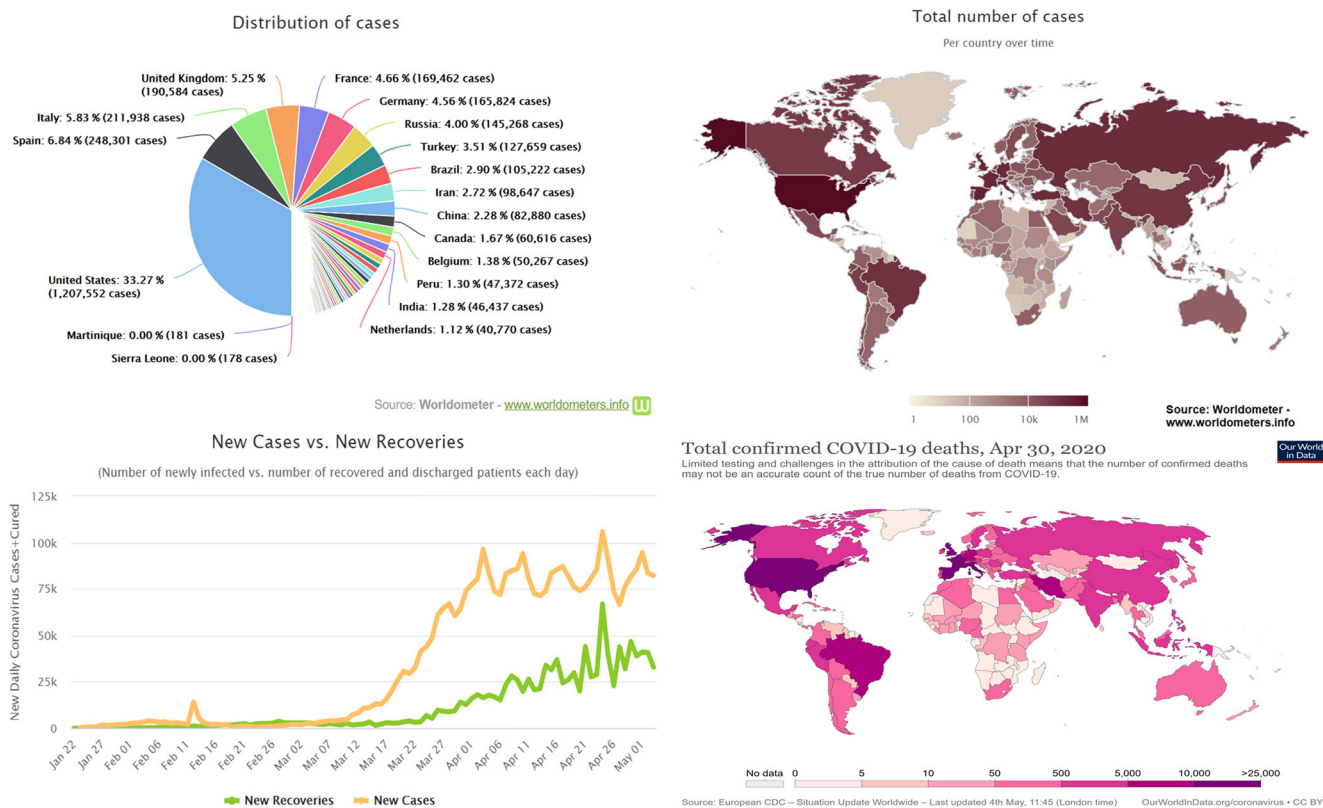 Distribution of cases
United Kingdom: 5.25 %
(190,584 cases)
France: 4.66 % (169,462 cases)
Germany: 4.56 % (165,824 cases)
Italy: 5.83 % (211,938 cases)
Russia: 4.00 % (145,268 cases)
Spain: 6.84 % (248,301 cases)
Turkey: 3.51 % (127,659 cases)
Brazil: 2.90 % (105,222 cases)
Iran: 2.72 % (98,647 cases)
China: 2.28 % (82,880 cases)
Canada: 1.67 % (60,616 cases)
Belgium: 1.38 % (50,267 cases)
United States: 33.27 %
(1,207,552 cases)
Peru: 1.30 % (47,372 cases)
India: 1.28 % (46,437 cases)
Netherlands: 1.12 % (40,770 cases)
Martinique: 0.00 % (181 cases)
Sierra Leone: 0.00 % (178 cases)
Source: Worldometer - www.worldometers.info W
Total number of cases
Per country over time
1 100 10k 1M
Source: Worldometer -
www.worldometers.info
New Cases vs. New Recoveries
(Number of newly infected vs. number of recovered and discharged patients each day)
New Daily Coronavirus Cases+Cured
125k
100k
75k
50k
25k
0
Jan 22 Jan 27 Feb 01 Feb 06 Feb 11 Feb 16 Feb 21 Feb 26 Mar 02 Mar 07 Mar 12 Mar 17 Mar 22 Mar 28 Apr 01 Apr 06 Apr 11 Apr 16 Apr 21 Apr 26 May 01
New Recoveries New Cases
Total confirmed COVID-19 deaths, Apr 30, 2020
Limited testing and challenges in the attribution of the cause of death means that the number of confirmed deaths
may not be an accurate count of the true number of deaths from COVID-19.
Our World
in Data
No data 0 5 10 50 500 5,000 10,000 >25,000
Source: European CDC – Situation Update Worldwide – Last updated 4th May, 11:45 (London time) OurWorldInData.org/coronavirus • CC BY